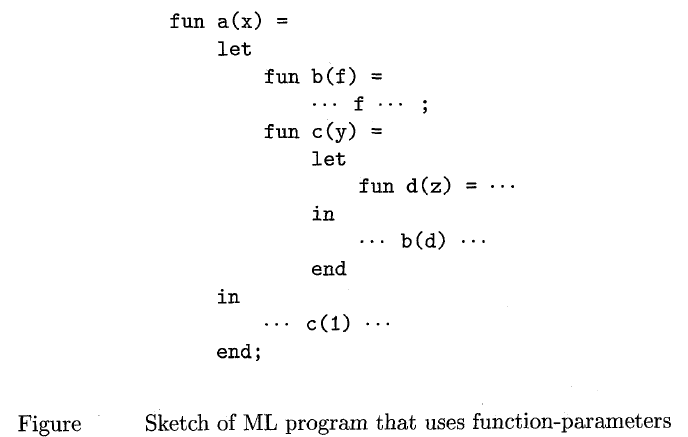 fun a(x) =
let
fun b(f) =
··· f ··· ;
fun c(y) =
let
fun d(z) = ···
in
··· b(d) ···
end
in
··· c(1) ···
end;
Figure Sketch of ML program that uses function-parameters